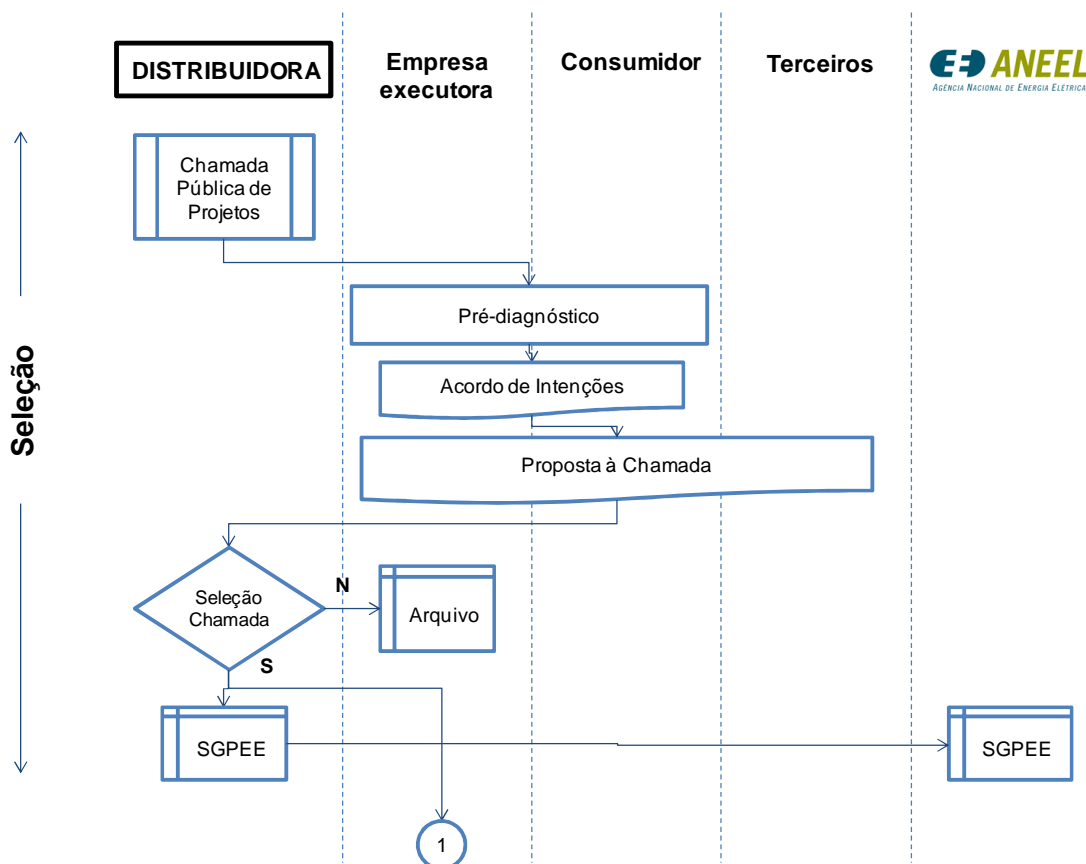 DISTRIBUIDORA
Empresa
executora
Consumidor
Terceiros
ANEEL
AGÊNCIA NACIONAL DE ENERGIA ELÉTRICA
Seleção
Chamada
Pública de
Projetos
Pré-diagnóstico
Acordo de Intenções
Proposta à Chamada
Seleção
Chamada
N
Arquivo
S
SGPEE
SGPEE
1